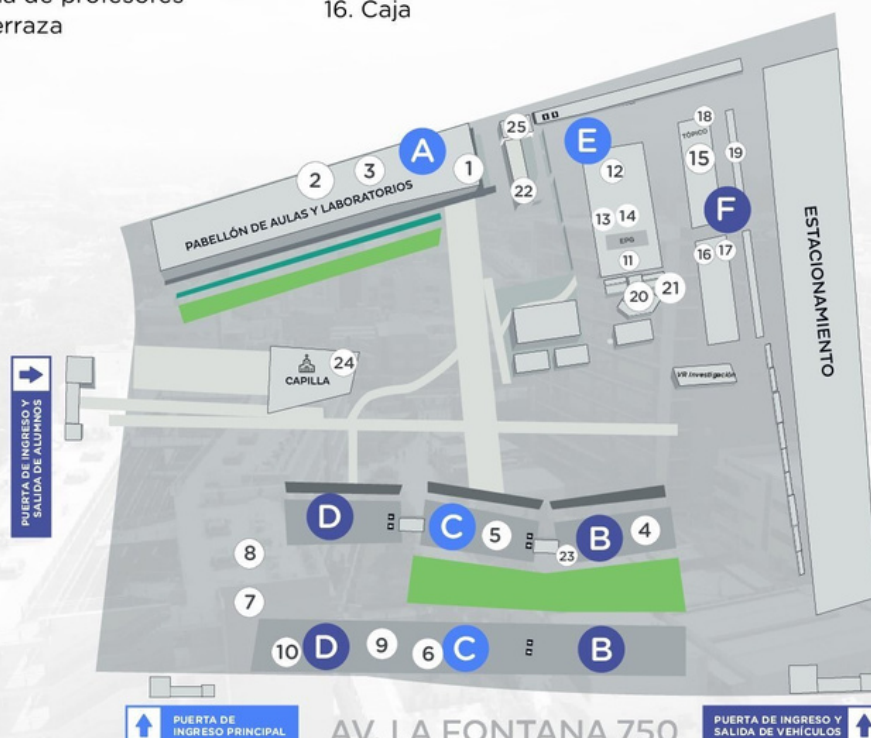 de profesores
16. Caja
erraza
25
18
TÓPICO
A
E
1
3
12
15
19
2
22
PABELLÓN DE AULAS Y LABORATORIOS
F
13
14
EPG
11
16
17
20
21
ESTACIONAMIENTO
24
CAPILLA
VR Investigación
PUERTA DE INGRESO Y
SALIDA DE ALUMNOS
D
C
5
B
4
23
8
7
10
D
9
6
C
B
PUERTA DE
INGRESO PRINCIPAL
AV. LA FONTANA 750
PUERTA DE INGRESO Y
SALIDA DE VEHÍCULOS